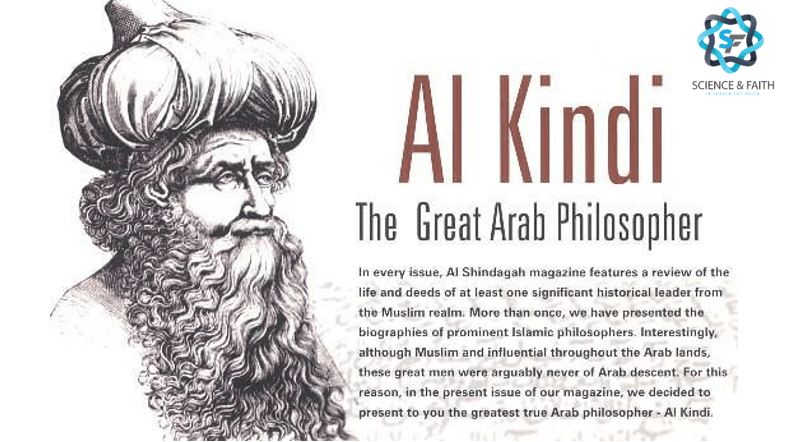 SF
SCIENCE & FAITH
Al Kindi
The Great Arab Philosopher
In every issue, Al Shindagah magazine features a review of the
life and deeds of at least one significant historical leader from
the Muslim realm. More than once, we have presented the
biographies of prominent Islamic philosophers. Interestingly,
although Muslim and influential throughout the Arab lands,
these great men were arguably never of Arab descent. For this
reason, in the present issue of our magazine, we decided to
present to you the greatest true Arab philosopher - Al Kindi.